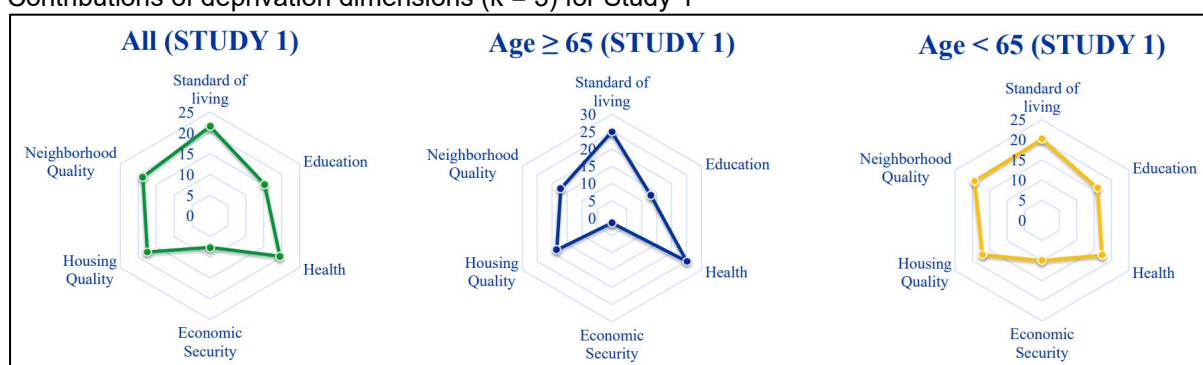 Contributions of deprivation dimensions (k = 3) for Study 1
All (STUDY 1)
Standard of
living
25
20
15
10
5
0
Education
Health
Economic
Security
Housing
Quality
Neighborhood
Quality
Age ≥ 65 (STUDY 1)
Standard of
living
30
25
20
15
10
5
0
Education
Health
Economic
Security
Housing
Quality
Neighborhood
Quality
Age < 65 (STUDY 1)
Standard of
living
25
20
15
10
5
0
Education
Health
Economic
Security
Housing
Quality
Neighborhood
Quality